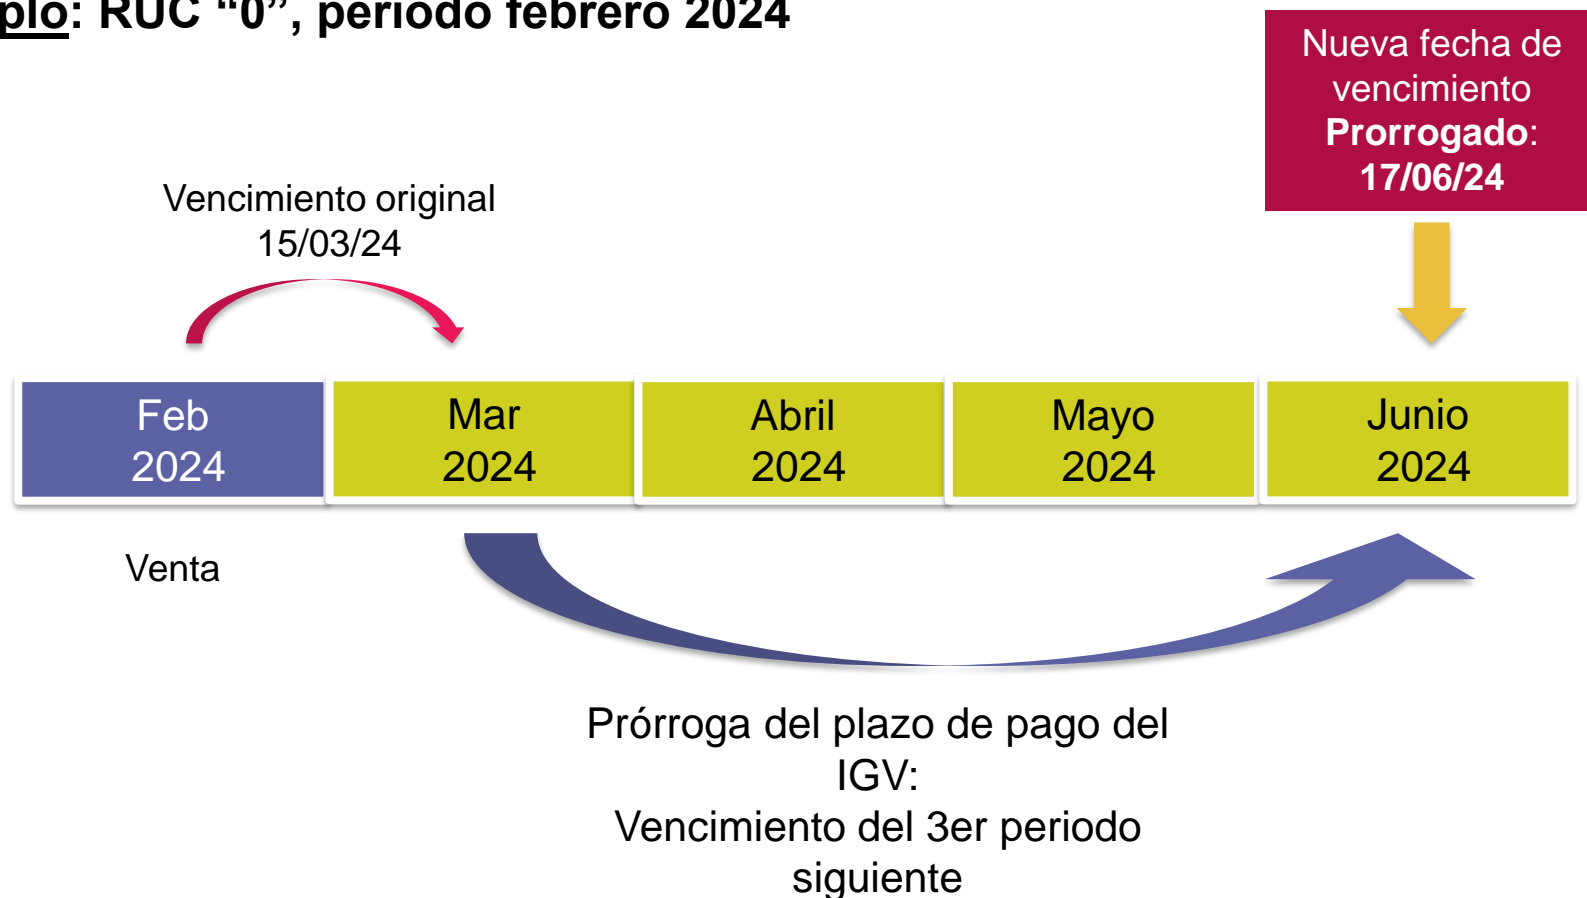 plo: RUC “0”, periodo febrero 2024
Nueva fecha de
vencimiento
Prorrogado:
17/06/24
Vencimiento original
15/03/24
Feb
2024
Mar
2024
Abril
2024
Mayo
2024
Junio
2024
Venta
Prórroga del plazo de pago del
IGV:
Vencimiento del 3er periodo
siguiente